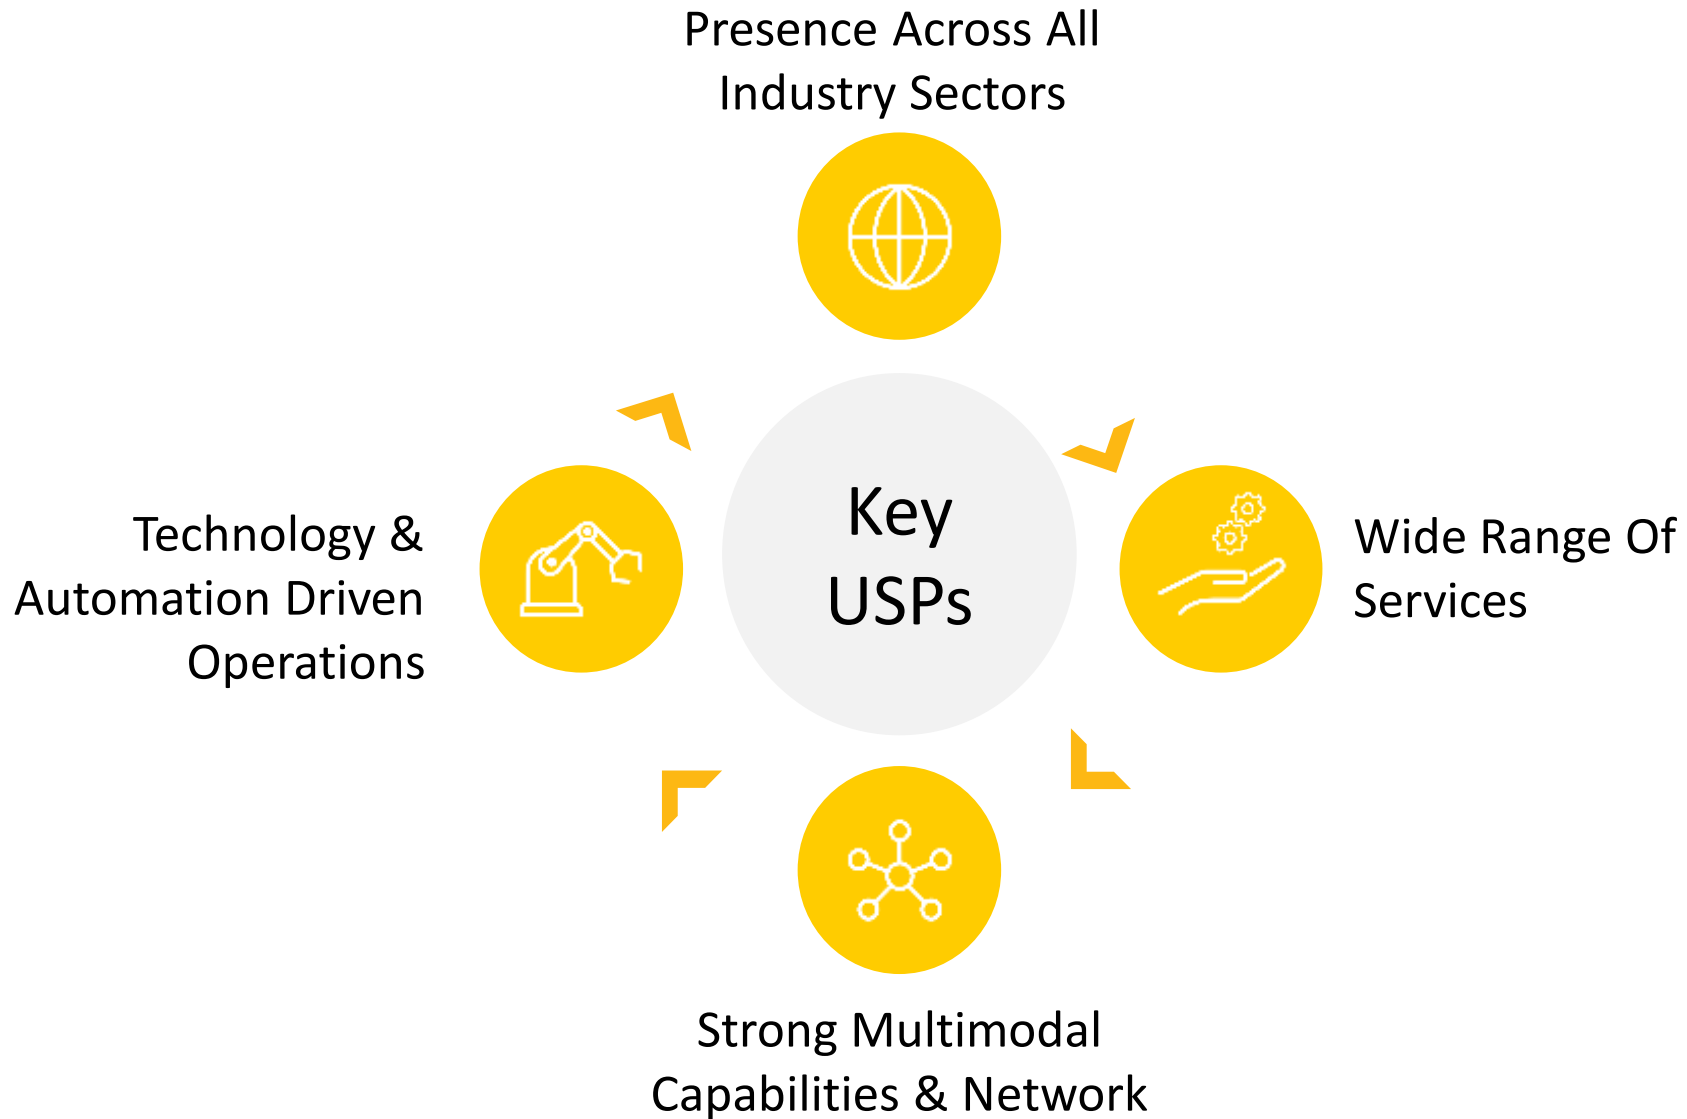 Presence Across All
Industry Sectors
Key
USPs
Technology &
Automation Driven
Operations
Wide Range Of
Services
Strong Multimodal
Capabilities & Network